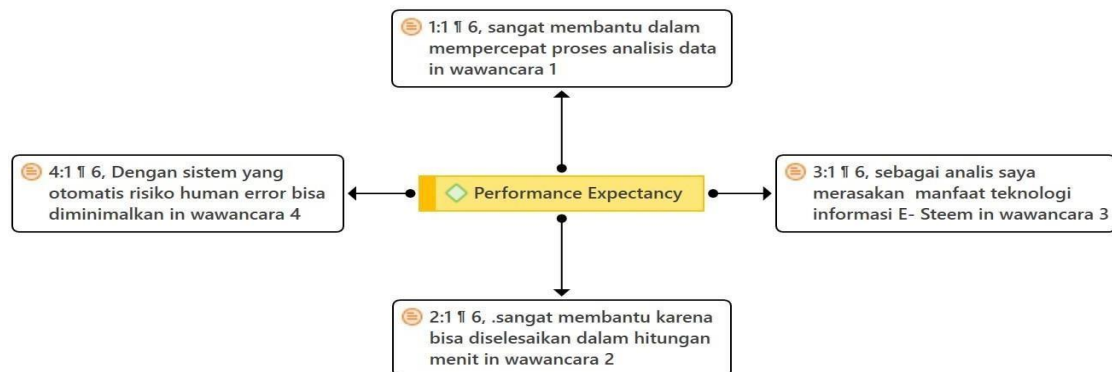 1:1 ¶ 6, sangat membantu dalam
mempercepat proses analisis data
in wawancara 1
4:1 ¶ 6, Dengan sistem yang
otomatis risiko human error bisa
diminimalkan in wawancara 4
Performance Expectancy
3:1 ¶ 6, sebagai analis saya
merasakan manfaat teknologi
informasi E- Steem in wawancara 3
2:1 ¶ 6, .sangat membantu karena
bisa diselesaikan dalam hitungan
menit in wawancara 2